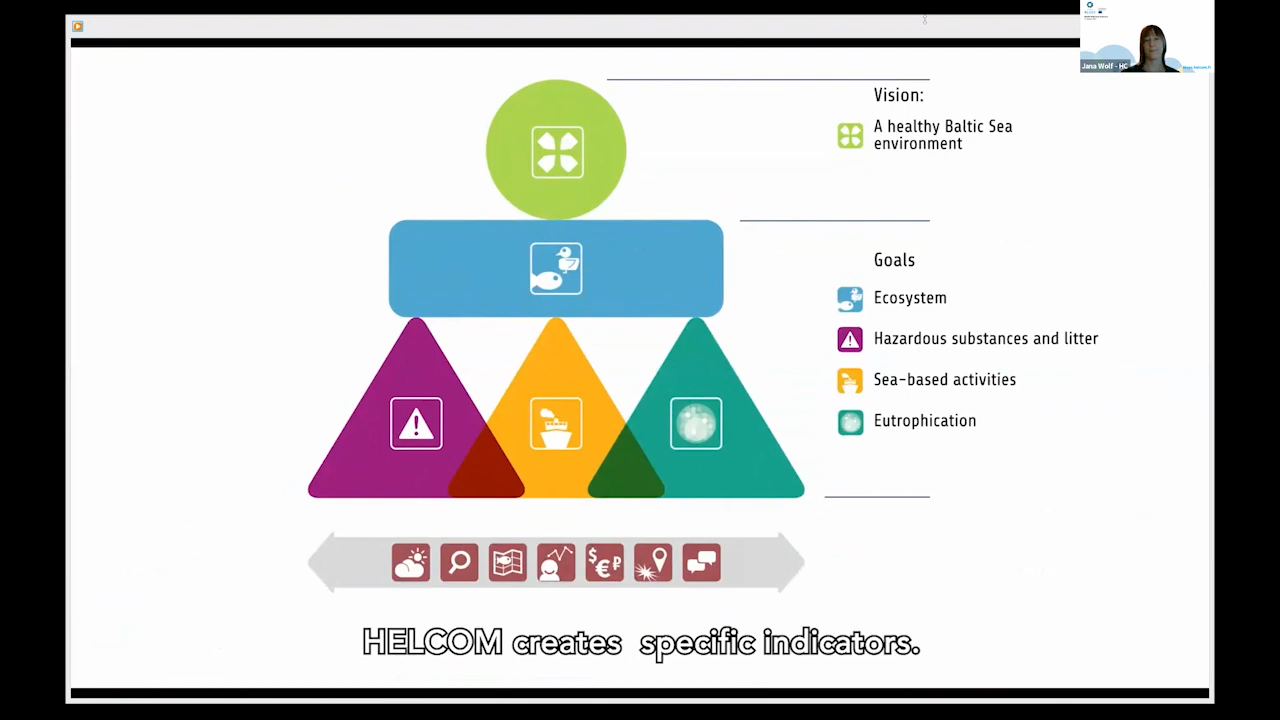 Vision:
A healthy Baltic Sea
environment
Goals
Ecosystem
Hazardous substances and litter
Sea-based activities
Eutrophication
$ € ₽
HELCOM creates specific indicators.
Jana Wolf - HC